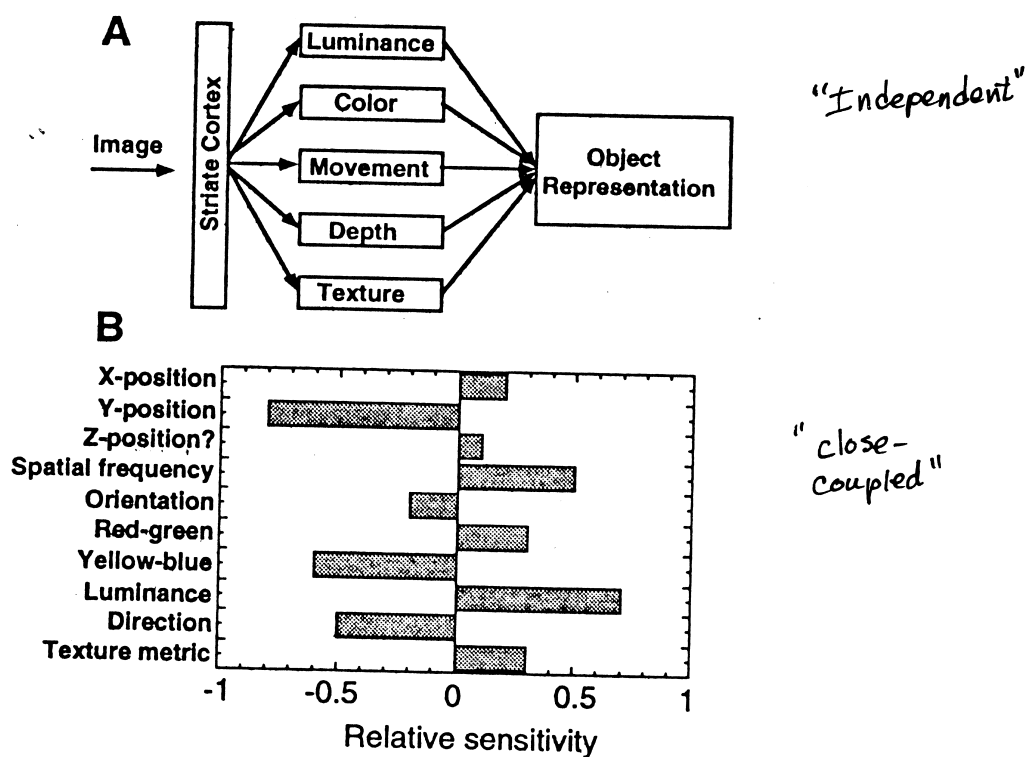 A
Image
Striate Cortex
Luminance
Color
Movement
Depth
Texture
Object
Representation
"Independent"
B
X-position
Y-position
Z-position?
Spatial frequency
Orientation
Red-green
Yellow-blue
Luminance
Direction
Texture metric
-1 -0.5 0 0.5 1
Relative sensitivity
"close-
coupled"